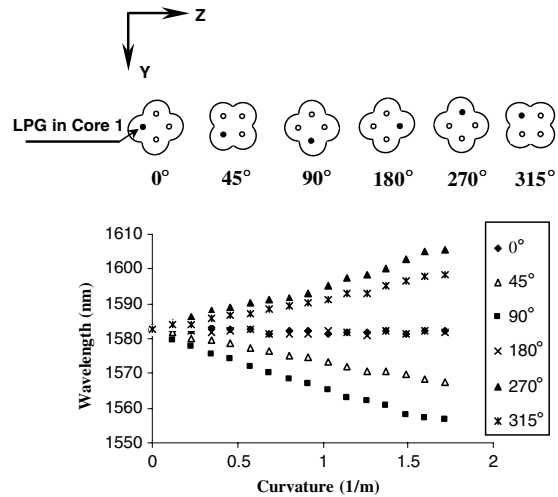 Z
Y
LPG in Core 1
0° 45° 90° 180° 270° 315°
1610
1600
1590
1580
1570
1560
1550
Wavelength (nm)
0 0.5 1 1.5 2
Curvature (1/m)
0°
45°
90°
180°
270°
315°